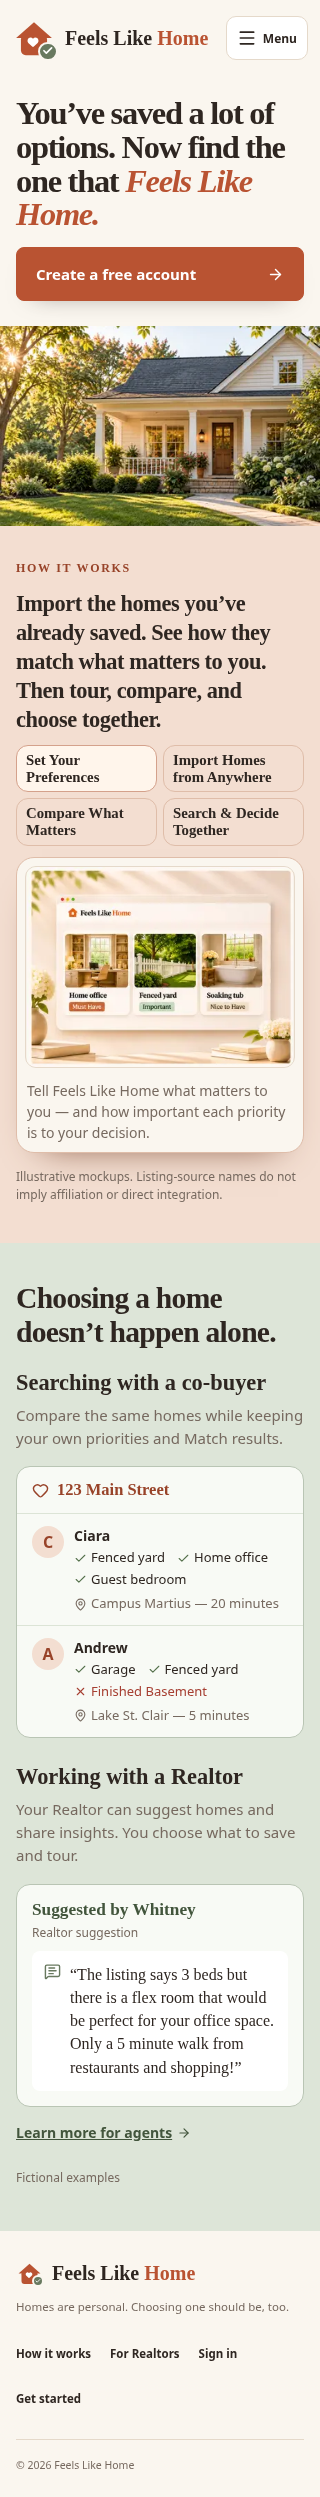 Feels Like Home
Menu
You’ve saved a lot of
options. Now find the
one that Feels Like
Home.
Create a free account
HOW IT WORKS
Import the homes you’ve
already saved. See how they
match what matters to you.
Then tour, compare, and
choose together.
Set Your
Preferences
Import Homes
from Anywhere
Compare What
Matters
Search & Decide
Together
Feels Like Home
Home office
Must Have
Fenced yard
Important
Soaking tub
Nice to Have
Tell Feels Like Home what matters to
you — and how important each priority
is to your decision.
Illustrative mockups. Listing-source names do not
imply affiliation or direct integration.
Choosing a home
doesn’t happen alone.
Searching with a co-buyer
Compare the same homes while keeping
your own priorities and Match results.
123 Main Street
C
Ciara
Fenced yard
Home office
Guest bedroom
Campus Martius — 20 minutes
A
Andrew
Garage
Fenced yard
Finished Basement
Lake St. Clair — 5 minutes
Working with a Realtor
Your Realtor can suggest homes and
share insights. You choose what to save
and tour.
Suggested by Whitney
Realtor suggestion
“The listing says 3 beds but
there is a flex room that would
be perfect for your office space.
Only a 5 minute walk from
restaurants and shopping!”
Learn more for agents
Fictional examples
Feels Like Home
Homes are personal. Choosing one should be, too.
How it works
For Realtors
Sign in
Get started
© 2026 Feels Like Home